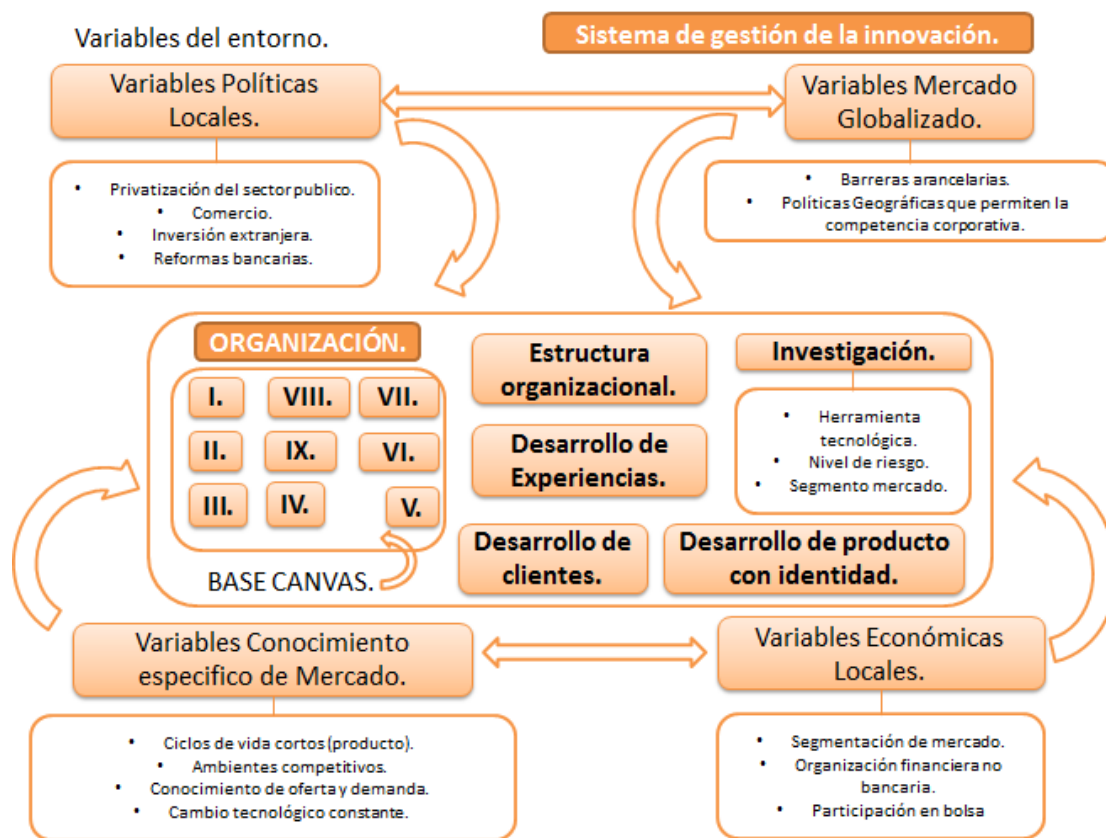 Variables del entorno.
Sistema de gestión de la innovación.
Variables Políticas
Locales.
• Privatización del sector publico.
• Comercio.
• Inversión extranjera.
• Reformas bancarias.
Variables Mercado
Globalizado.
• Barreras arancelarias.
• Políticas Geográficas que permiten la
competencia corporativa.
ORGANIZACIÓN.
I. VIII. VII.
II. IX. VI.
III. IV. V.
BASE CANVAS.
Estructura
organizacional.
Desarrollo de
Experiencias.
Investigación.
• Herramienta
tecnológica.
• Nivel de riesgo.
• Segmento mercado.
Desarrollo de
clientes.
Desarrollo de producto
con identidad.
Variables Conocimiento
especifico de Mercado.
• Ciclos de vida cortos (producto).
• Ambientes competitivos.
• Conocimiento de oferta y demanda.
• Cambio tecnológico constante.
Variables Económicas
Locales.
• Segmentación de mercado.
• Organización financiera no
bancaria.
• Participación en bolsa